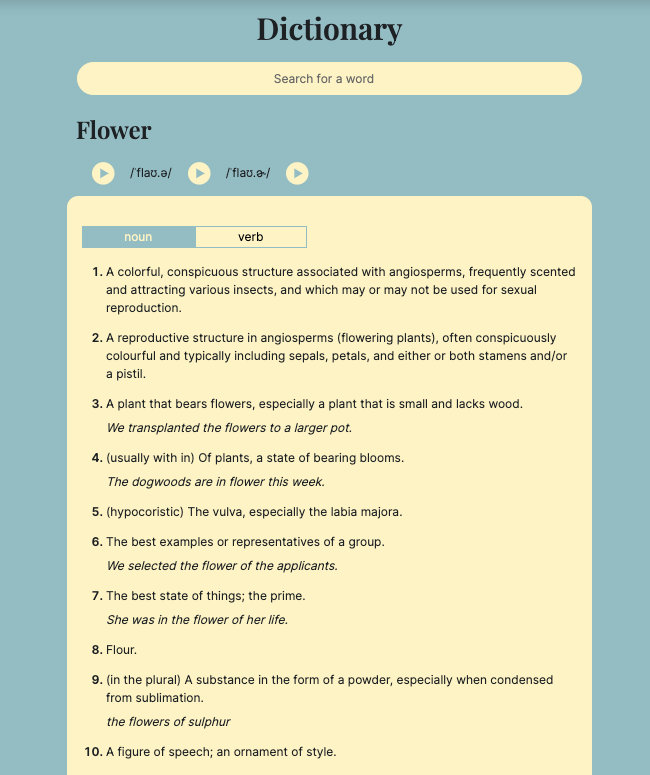 Dictionary
Search for a word
Flower
/ˈflaʊ.ə/ /ˈflaʊ.ɚ/
noun verb
1. A colorful, conspicuous structure associated with angiosperms, frequently scented
and attracting various insects, and which may or may not be used for sexual
reproduction.
2. A reproductive structure in angiosperms (flowering plants), often conspicuously
colourful and typically including sepals, petals, and either or both stamens and/or
a pistil.
3. A plant that bears flowers, especially a plant that is small and lacks wood.
We transplanted the flowers to a larger pot.
4. (usually with in) Of plants, a state of bearing blooms.
The dogwoods are in flower this week.
5. (hypocoristic) The vulva, especially the labia majora.
6. The best examples or representatives of a group.
We selected the flower of the applicants.
7. The best state of things; the prime.
She was in the flower of her life.
8. Flour.
9. (in the plural) A substance in the form of a powder, especially when condensed
from sublimation.
the flowers of sulphur
10. A figure of speech; an ornament of style.